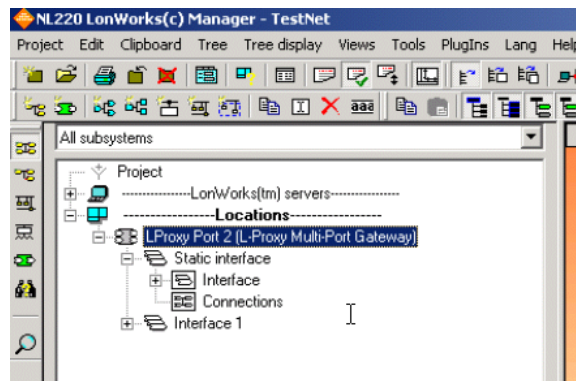 NL220 LonWorks(c) Manager - TestNet
Project Edit Clipboard Tree Tree display Views Tools PlugIns Lang Help
All subsystems
Project
----------------LonWorks(tm) servers----------------
-----------------Locations-----------------
LProxy Port 2 (L-Proxy Multi-Port Gateway)
Static interface
Interface
Connections
Interface 1